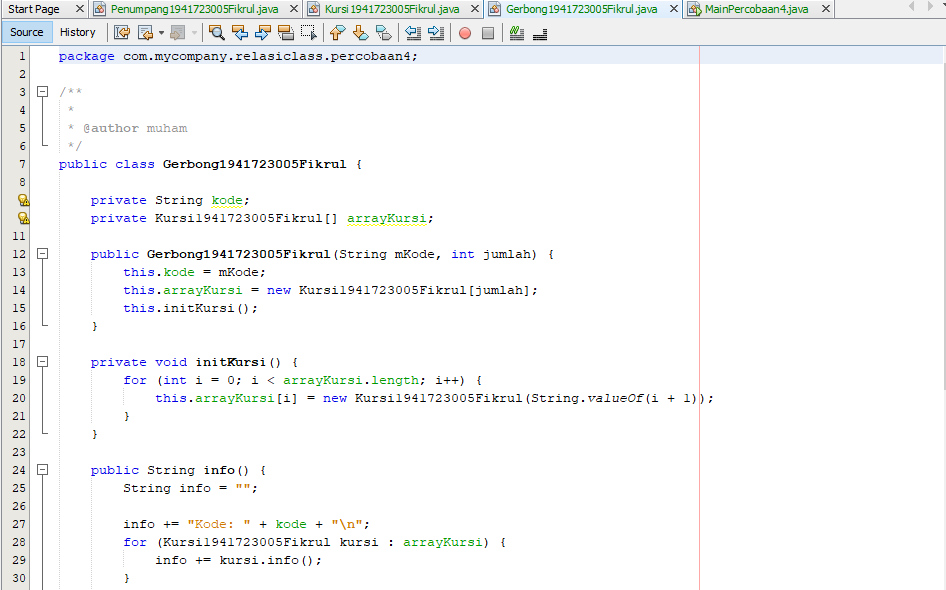 Start Page Penumpang1941723005Fikrul.java Kursi1941723005Fikrul.java Gerbong1941723005Fikrul.java MainPercobaan4.java
Source History
1 package com.mycompany.relasiclass.percobaan4;
2
3 /**
4 *
5 * @author muham
6 */
7 public class Gerbong1941723005Fikrul {
8
private String kode;
private Kursi1941723005Fikrul[] arrayKursi;
11
12 public Gerbong1941723005Fikrul(String mKode, int jumlah) {
13 this.kode = mKode;
14 this.arrayKursi = new Kursi1941723005Fikrul[jumlah];
15 this.initKursi();
16 }
17
18 private void initKursi() {
19 for (int i = 0; i < arrayKursi.length; i++) {
20 this.arrayKursi[i] = new Kursi1941723005Fikrul(String.valueOf(i + 1));
21 }
22 }
23
24 public String info() {
25 String info = "";
26
27 info += "Kode: " + kode + "\n";
28 for (Kursi1941723005Fikrul kursi : arrayKursi) {
29 info += kursi.info();
30 }